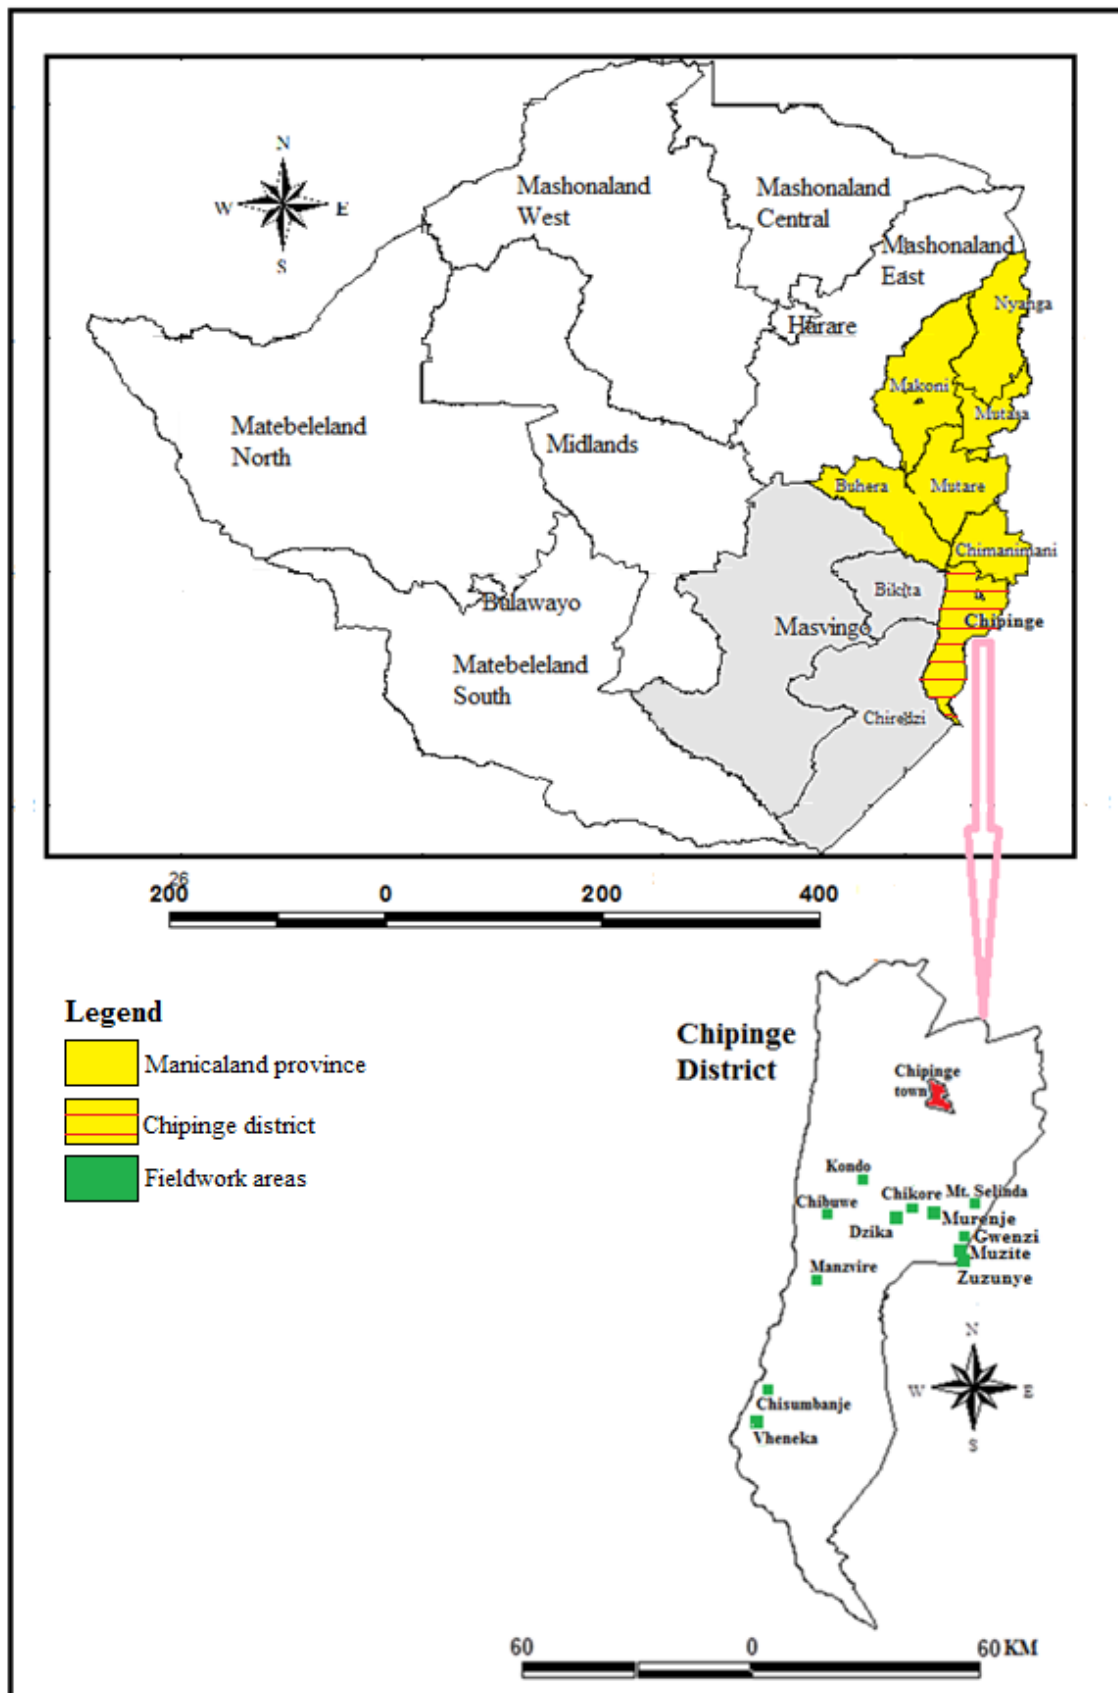 N
W
E
S
Mashonaland
West
Mashonaland
Central
Mashonaland
East
Nyanga
Harare
Makoni
Mutasa
Matebeleland
North
Midlands
Buhera
Mutare
Chimanimani
Bikita
Bulawayo
Masvingo
Chipinge
Matebeleland
South
Chiredzi
26
200 0 200 400
Legend
Manicaland province
Chipinge district
Fieldwork areas
Chipinge
District
Chipinge
town
Kondo
Chibuwe
Chikore
Mt. Selinda
Dzika
Murenje
Gwenzi
Muzite
Zuzunye
Manzvire
N
W
E
S
Chisumbanje
Vheneka
60 0 60 KM